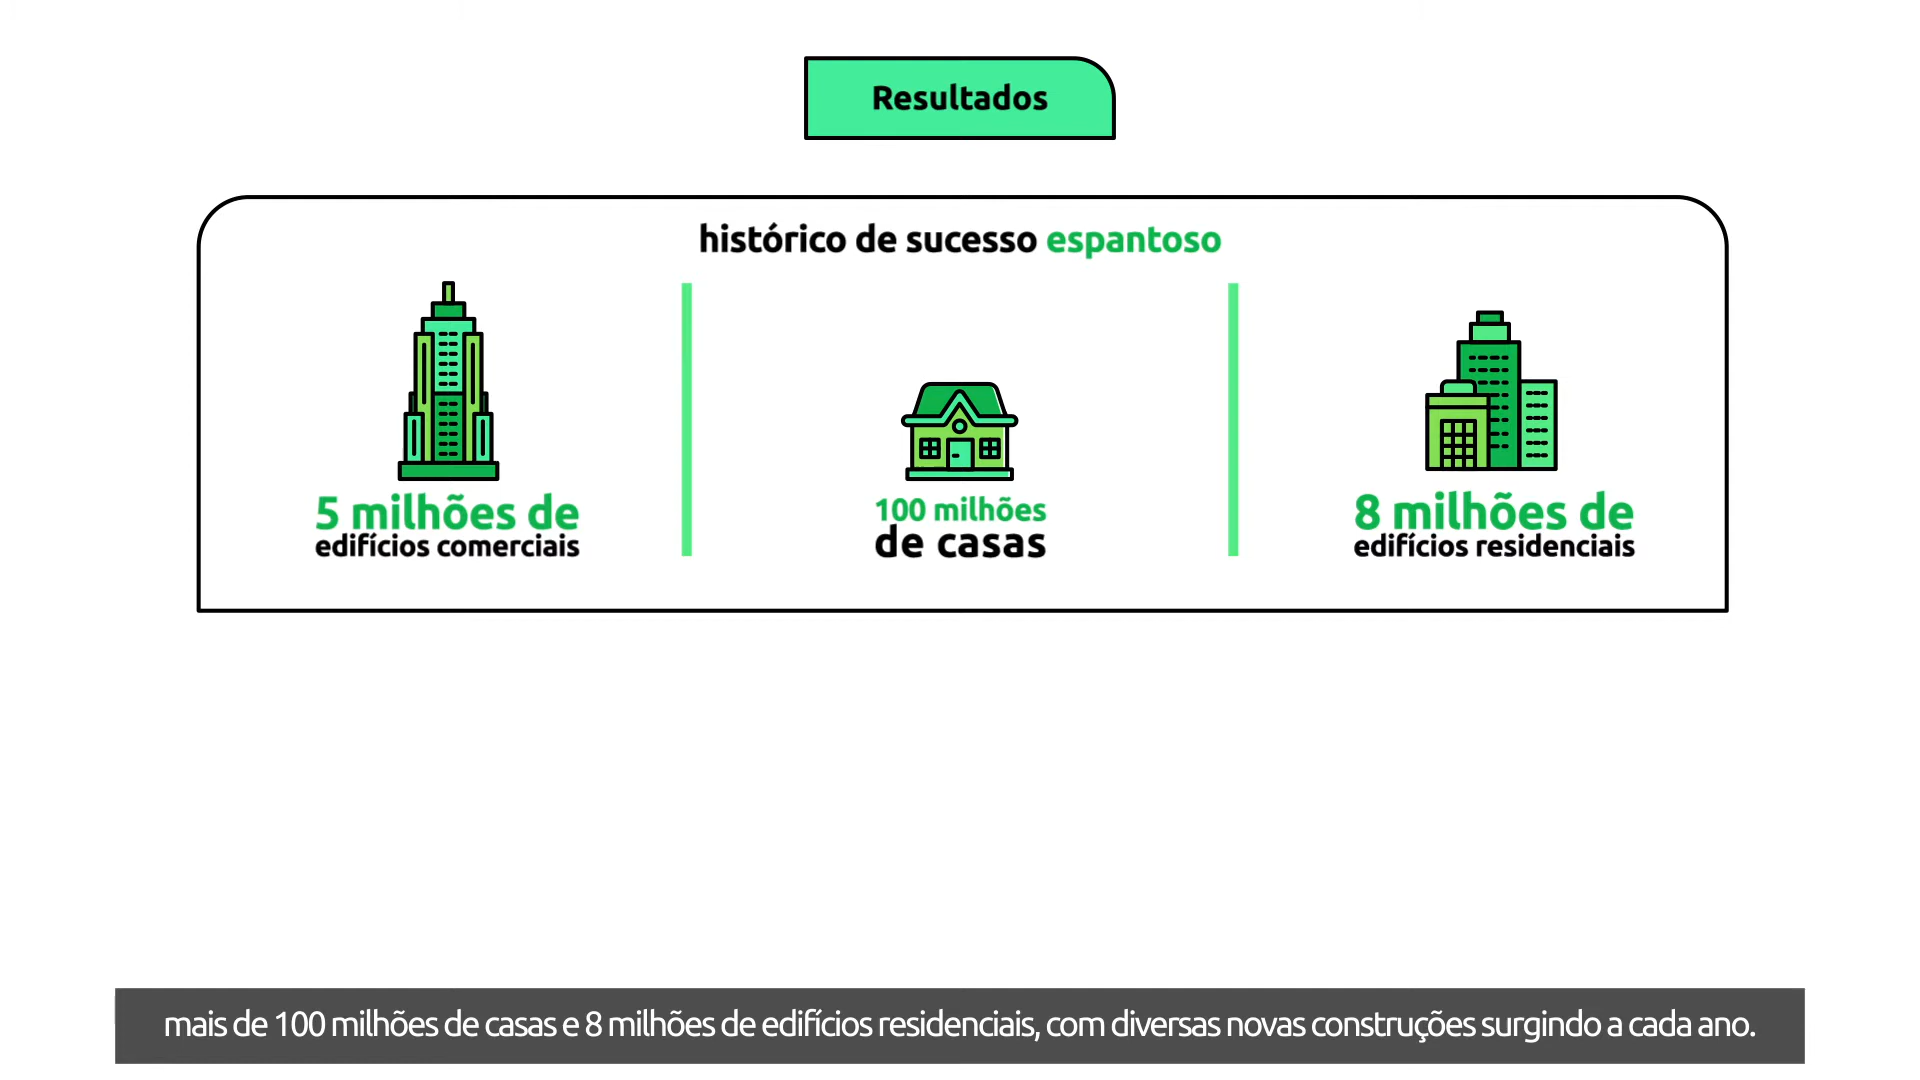 Resultados
histórico de sucesso espantoso
5 milhões de
edifícios comerciais
100 milhões
de casas
8 milhões de
edifícios residenciais
mais de 100 milhões de casas e 8 milhões de edifícios residenciais, com diversas novas construções surgindo a cada ano.